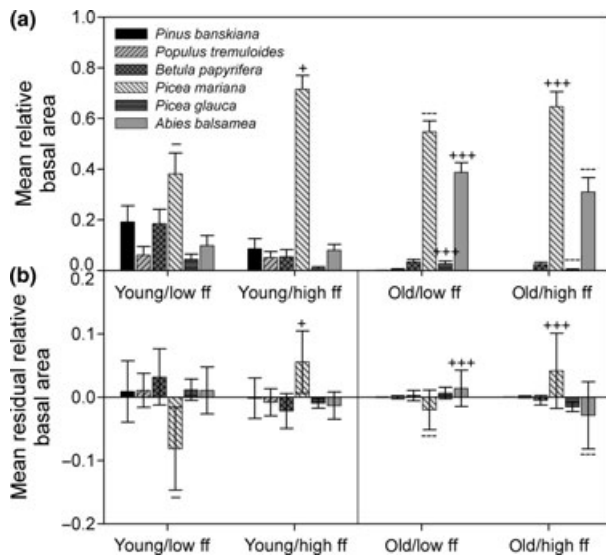 (a)
1.0
0.8
0.6
0.4
0.2
0.0
Mean relative
basal area
Pinus banskiana
Populus tremuloides
Betula papyrifera
Picea mariana
Picea glauca
Abies balsamea
–
+
---
+++
+++
+++
---
---
Young/low ff
Young/high ff
Old/low ff
Old/high ff
(b)
0.2
0.1
0.0
−0.1
−0.2
Mean residual relative
basal area
–
+
---
+++
+++
---
Young/low ff
Young/high ff
Old/low ff
Old/high ff